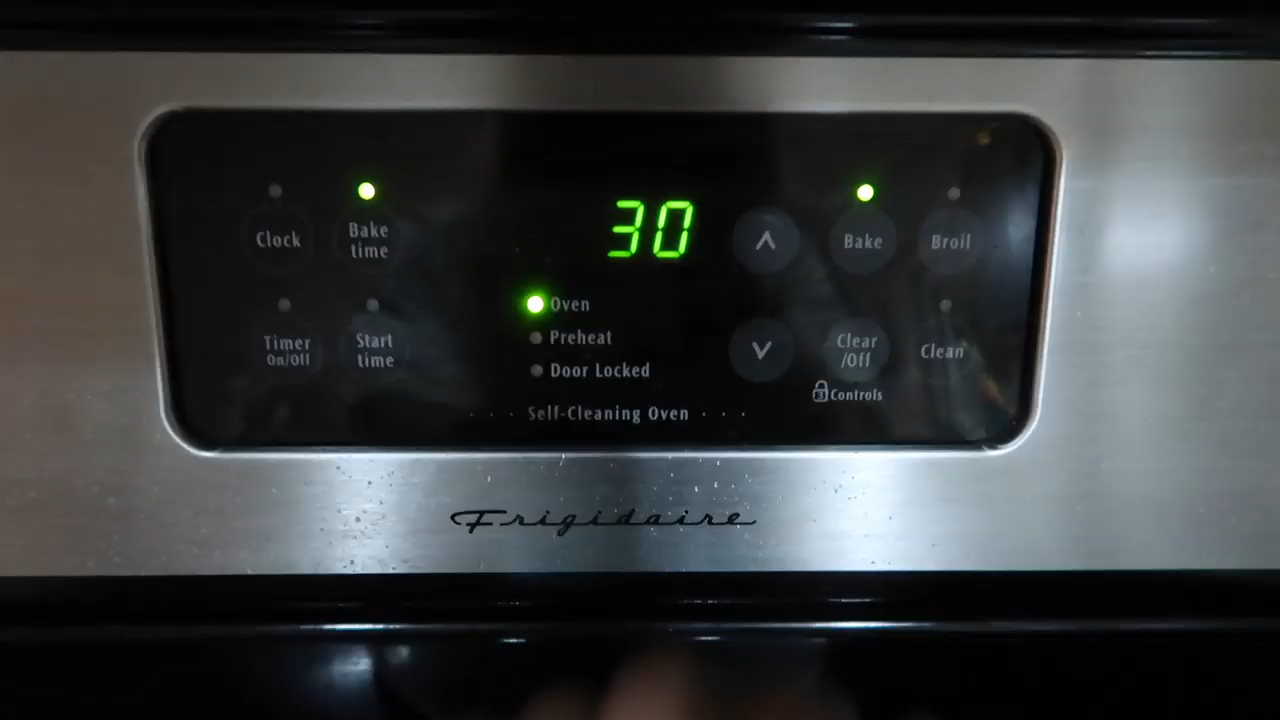 30
Clock
Bake
time
Bake
Broil
Oven
Timer
On/Off
Start
time
Preheat
Clear
/Off
Clean
Door Locked
3 Controls
Self-Cleaning Oven
Frigidaire